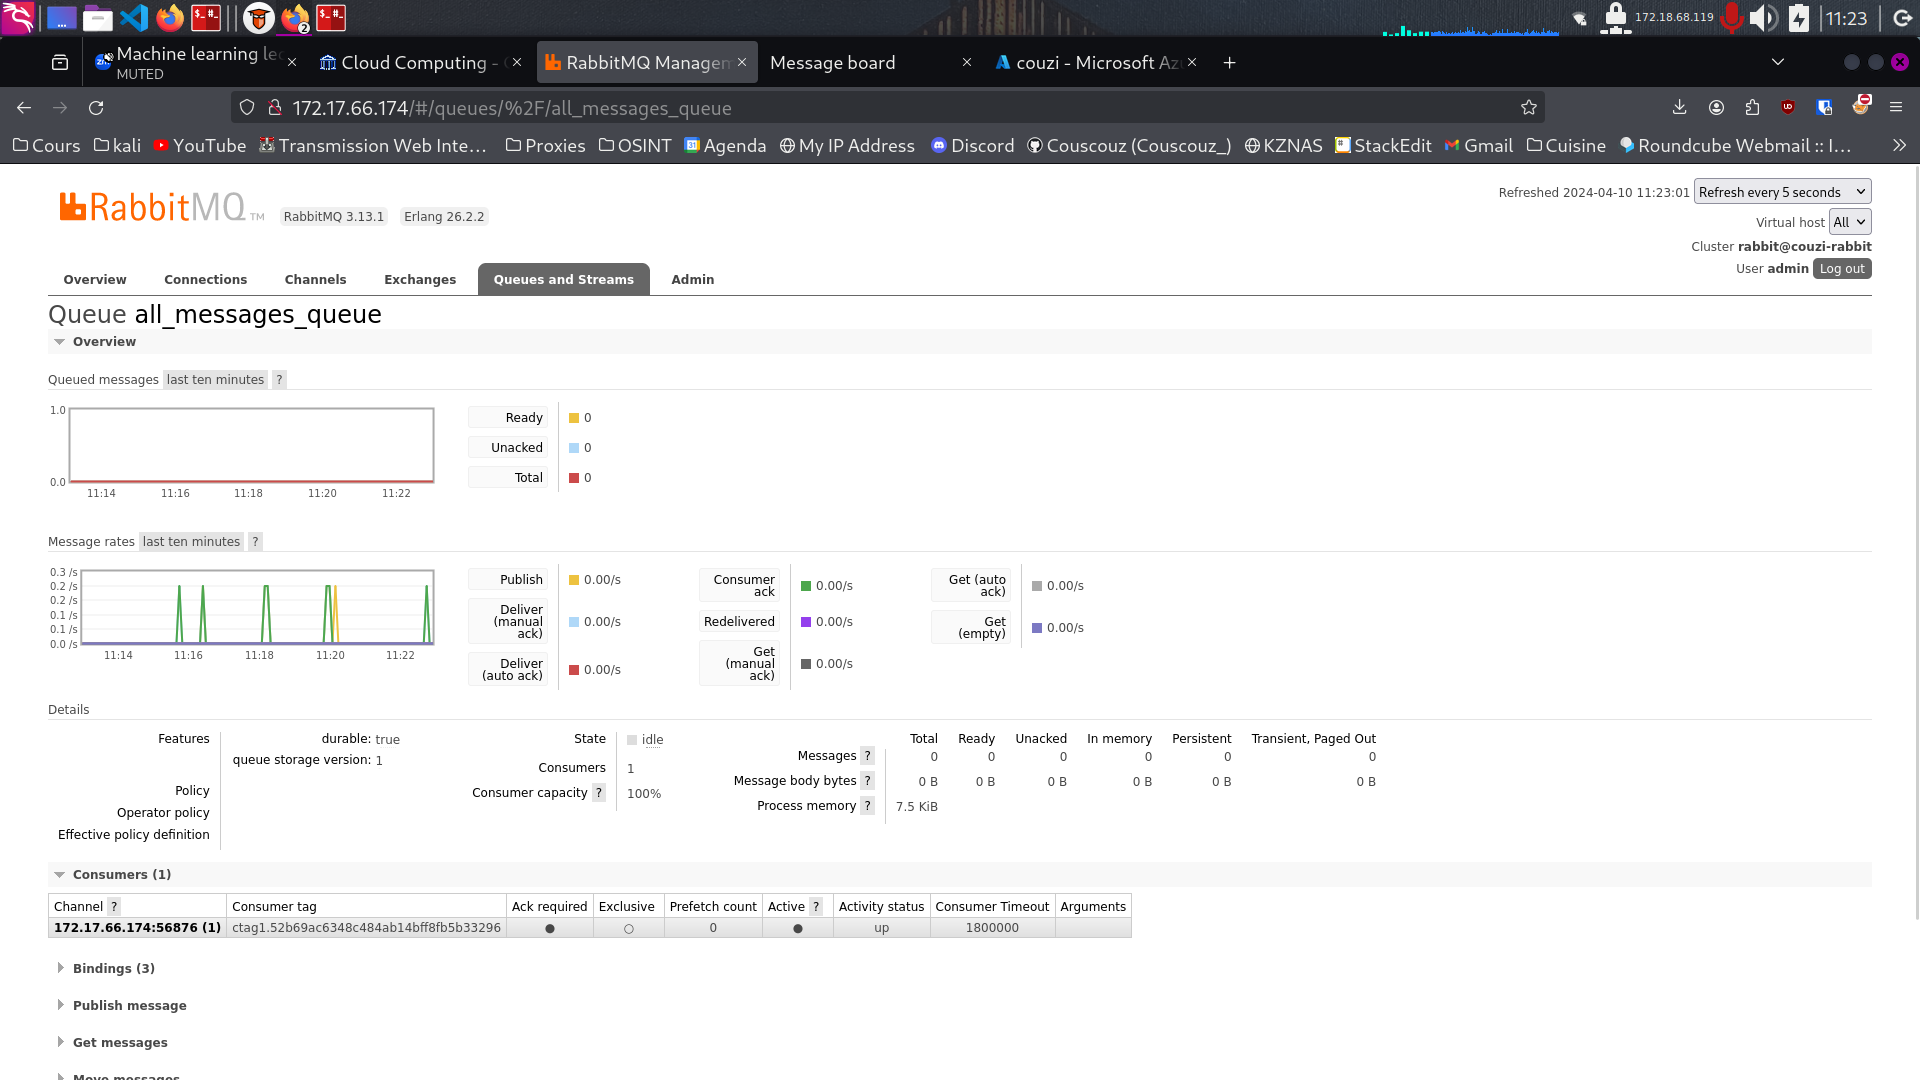 172.18.68.119 11:23
Machine learning le
MUTED
Cloud Computing -
RabbitMQ Managem
Message board
couzi - Microsoft Az
172.17.66.174/#/queues/%2F/all_messages_queue
Cours kali YouTube Transmission Web Inte… Proxies OSINT Agenda My IP Address Discord Couscouz (Couscouz_) KZNAS StackEdit Gmail Cuisine Roundcube Webmail :: I…
RabbitMQ TM RabbitMQ 3.13.1 Erlang 26.2.2
Refreshed 2024-04-10 11:23:01 Refresh every 5 seconds
Virtual host All
Cluster rabbit@couzi-rabbit
User admin Log out
Overview Connections Channels Exchanges Queues and Streams Admin
Queue all_messages_queue
Overview
Queued messages last ten minutes ?
1.0
0.0
11:14 11:16 11:18 11:20 11:22
Ready 0
Unacked 0
Total 0
Message rates last ten minutes ?
0.3 /s
0.2 /s
0.2 /s
0.1 /s
0.1 /s
0.0 /s
11:14 11:16 11:18 11:20 11:22
Publish 0.00/s
Deliver (manual ack) 0.00/s
Deliver (auto ack) 0.00/s
Consumer ack 0.00/s
Redelivered 0.00/s
Get (manual ack) 0.00/s
Get (auto ack) 0.00/s
Get (empty) 0.00/s
Details
Features durable: true
queue storage version: 1
Policy
Operator policy
Effective policy definition
State idle
Consumers 1
Consumer capacity ? 100%
Total Ready Unacked In memory Persistent Transient, Paged Out
Messages ? 0 0 0 0 0 0
Message body bytes ? 0 B 0 B 0 B 0 B 0 B 0 B
Process memory ? 7.5 KiB
Consumers (1)
Channel ? Consumer tag Ack required Exclusive Prefetch count Active ? Activity status Consumer Timeout Arguments
172.17.66.174:56876 (1) ctag1.52b69ac6348c484ab14bff8fb5b33296 ● ○ 0 ● up 1800000
Bindings (3)
Publish message
Get messages
Move messages